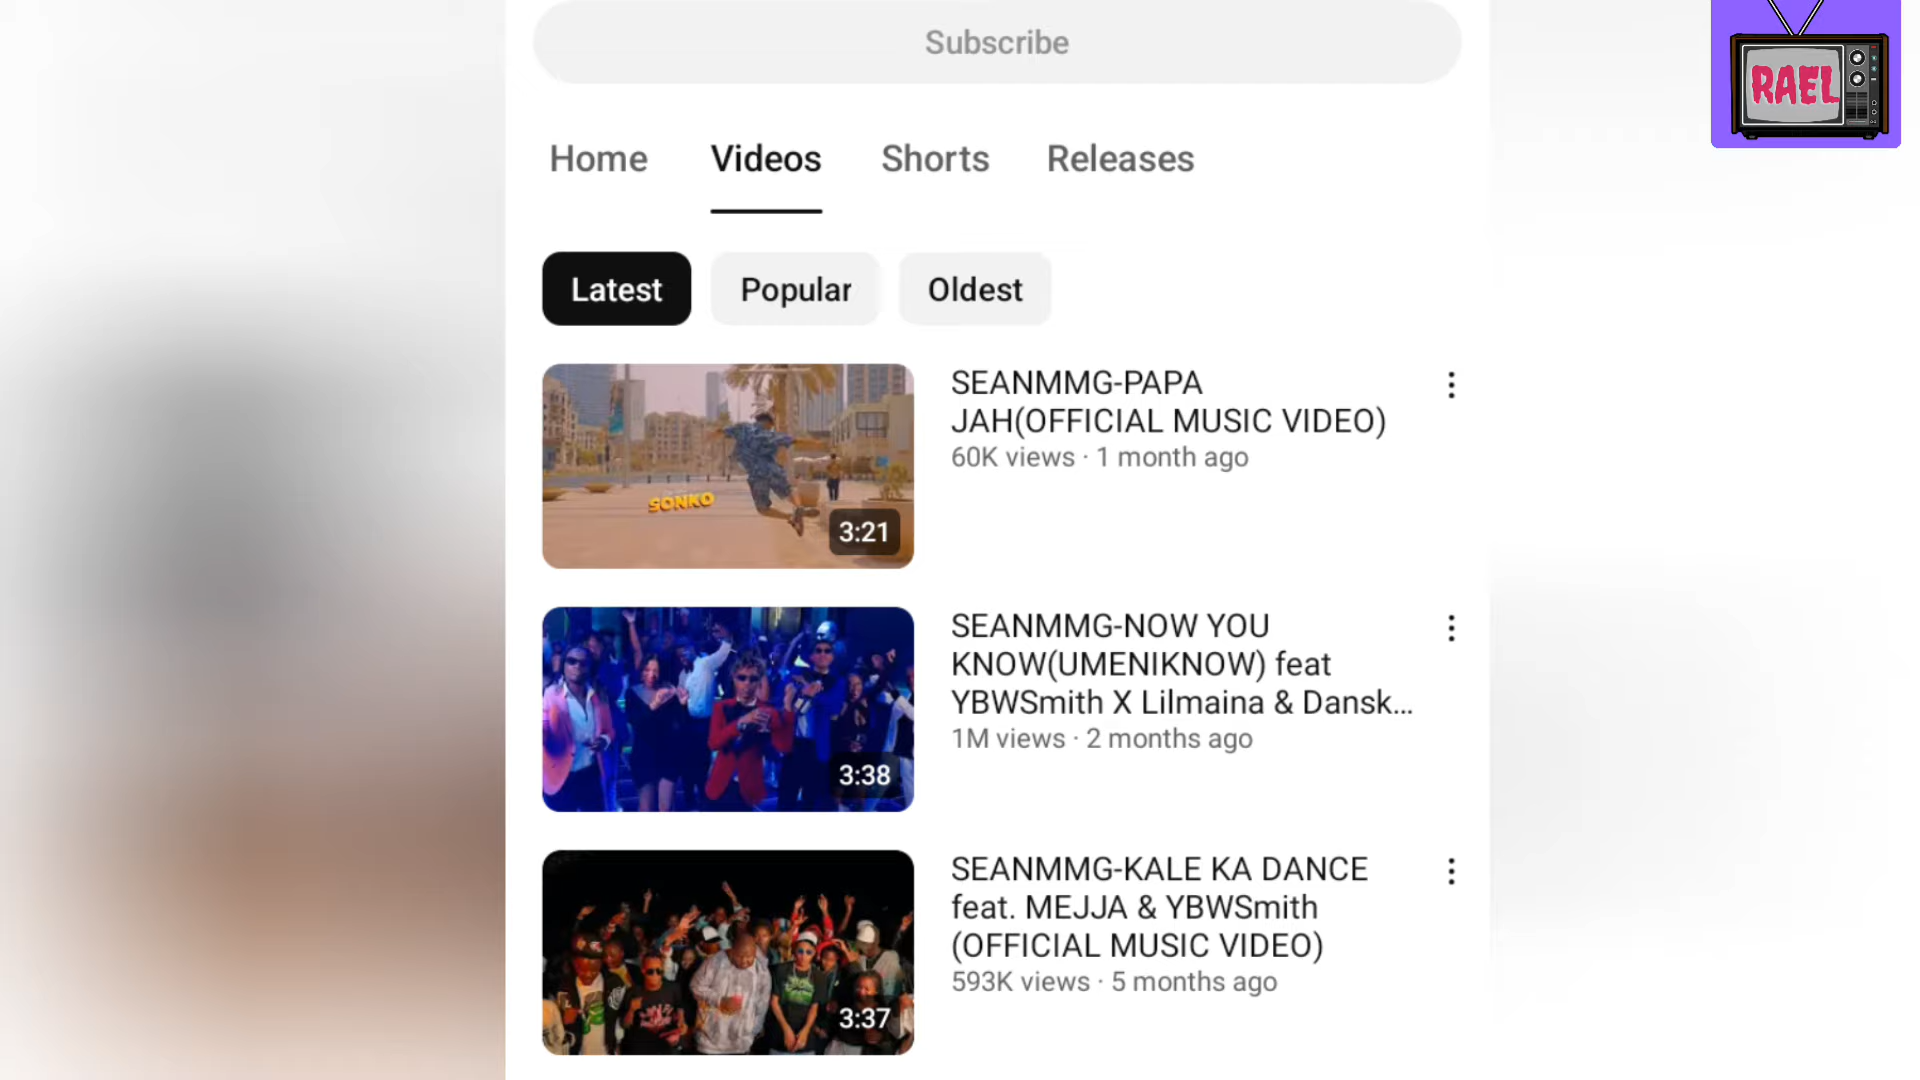 Subscribe
RAEL
Home Videos Shorts Releases
Latest Popular Oldest
SEANMMG-PAPA
JAH(OFFICIAL MUSIC VIDEO)
60K views · 1 month ago
SONKO
3:21
SEANMMG-NOW YOU
KNOW(UMENIKNOW) feat
YBWSmith X Lilmaina & Dansk...
1M views · 2 months ago
3:38
SEANMMG-KALE KA DANCE
feat. MEJJA & YBWSmith
(OFFICIAL MUSIC VIDEO)
593K views · 5 months ago
3:37